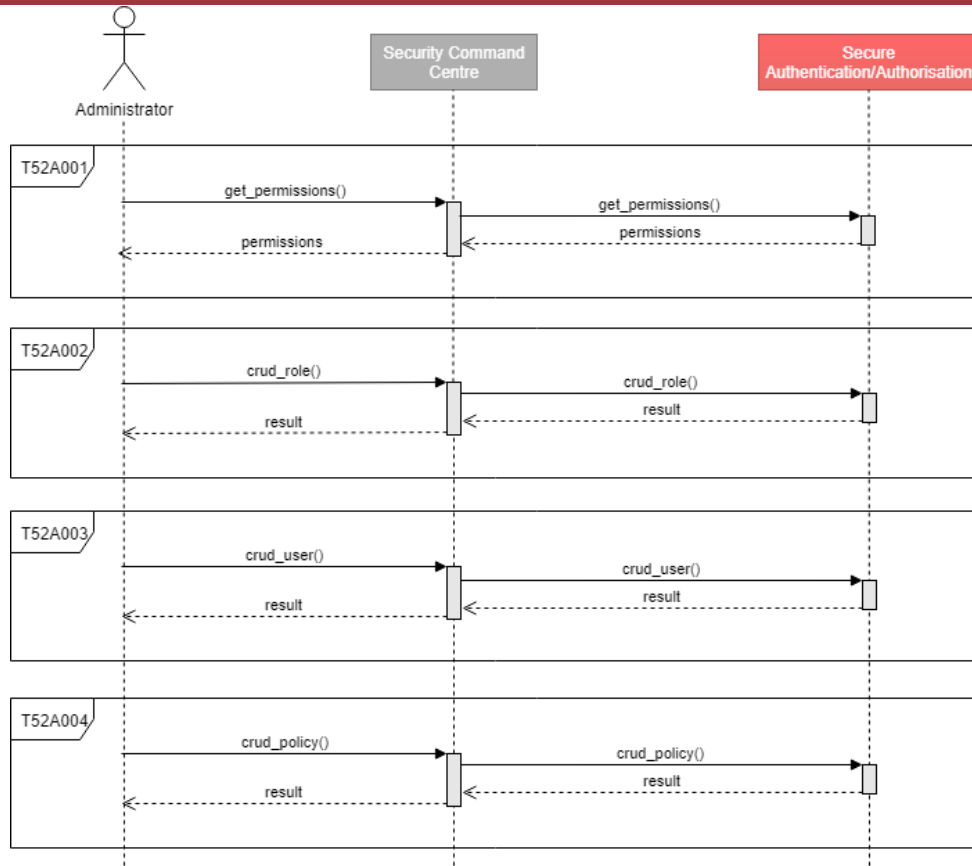 Security Command
Centre
Secure
Authentication/Authorisation
Administrator
T52A001
get_permissions()
get_permissions()
permissions
permissions
T52A002
crud_role()
crud_role()
result
result
T52A003
crud_user()
crud_user()
result
result
T52A004
crud_policy()
crud_policy()
result
result